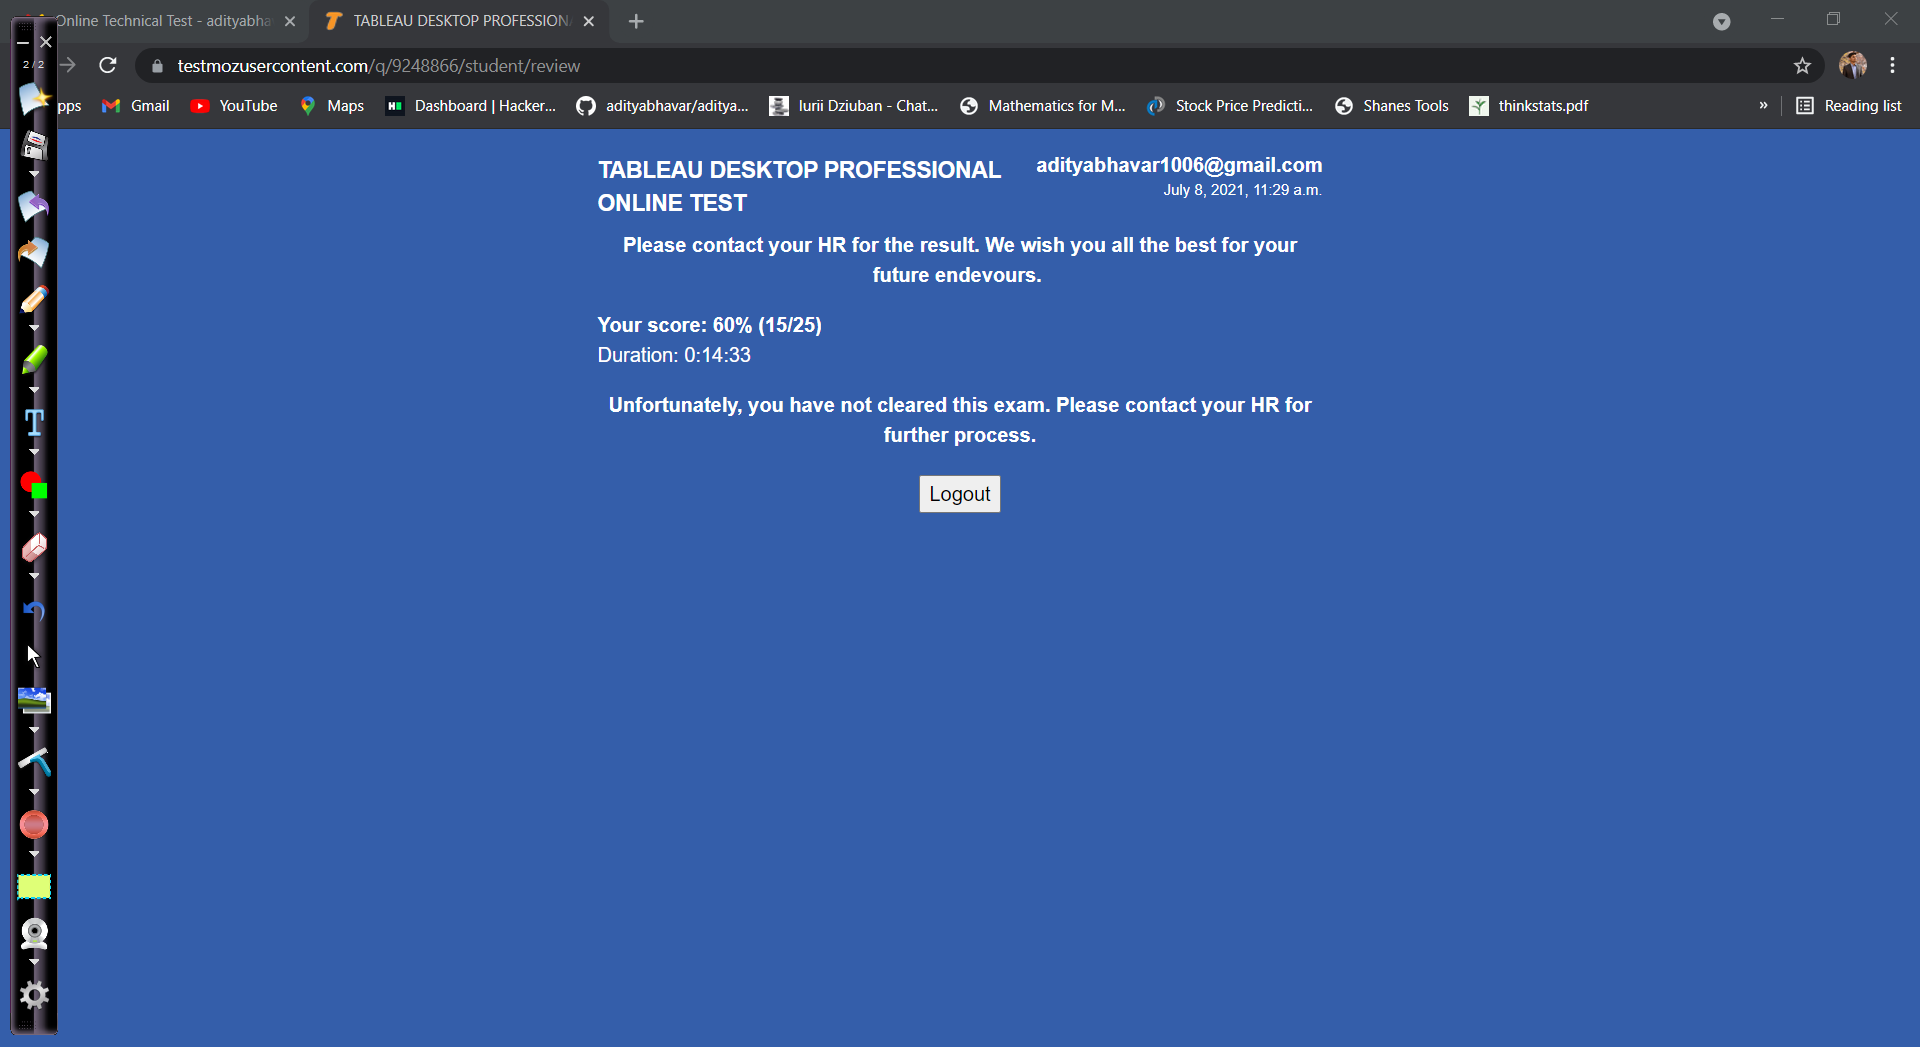 Online Technical Test - adityabha
TABLEAU DESKTOP PROFESSION
2/2
testmozusercontent.com/q/9248866/student/review
pps
Gmail
YouTube
Maps
Dashboard | Hacker...
adityabhavar/aditya...
Iurii Dziuban - Chat...
Mathematics for M...
Stock Price Predicti...
Shanes Tools
thinkstats.pdf
»
Reading list
TABLEAU DESKTOP PROFESSIONAL
ONLINE TEST
adityabhavar1006@gmail.com
July 8, 2021, 11:29 a.m.
Please contact your HR for the result. We wish you all the best for your
future endevours.
Your score: 60% (15/25)
Duration: 0:14:33
Unfortunately, you have not cleared this exam. Please contact your HR for
further process.
Logout